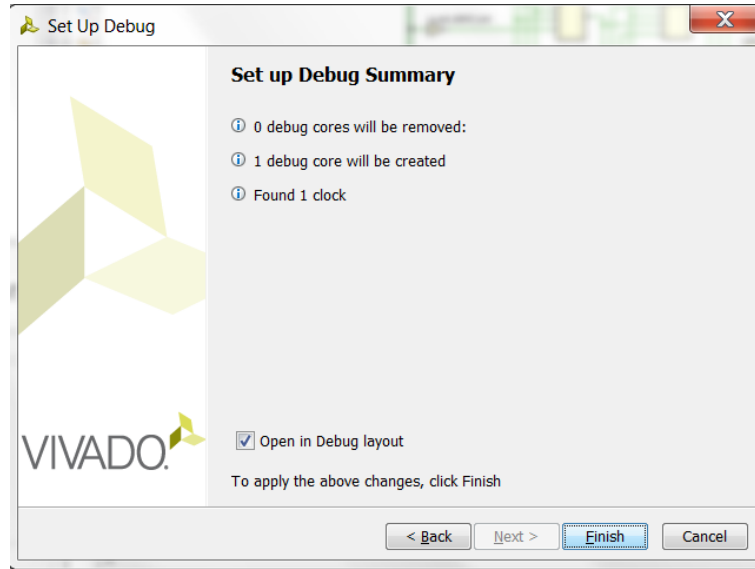 Set Up Debug
Set up Debug Summary
0 debug cores will be removed:
1 debug core will be created
Found 1 clock
Open in Debug layout
VIVADO.
To apply the above changes, click Finish
< Back Next > Finish Cancel